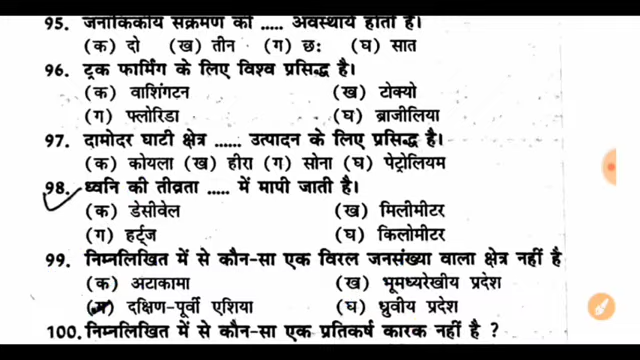 95. जनांकिकीय संक्रमण की ..... अवस्थाये होती हैं।
(क) दो (ख) तीन (ग) छः (घ) सात
96. ट्रक फार्मिंग के लिए विश्व प्रसिद्ध है।
(क) वाशिंगटन (ख) टोक्यो
(ग) फ्लोरिडा (घ) ब्राजीलिया
97. दामोदर घाटी क्षेत्र ...... उत्पादन के लिए प्रसिद्ध है।
(क) कोयला (ख) हीरा (ग) सोना (घ) पेट्रोलियम
98. ध्वनि की तीव्रता ..... में मापी जाती है।
(क) डेसीवेल (ख) मिलीमीटर
(ग) हर्ट्ज (घ) किलोमीटर
99. निम्नलिखित में से कौन-सा एक विरल जनसंख्या वाला क्षेत्र नहीं है
(क) अटाकामा (ख) भूमध्यरेखीय प्रदेश
(ग) दक्षिण-पूर्वी एशिया (घ) ध्रुवीय प्रदेश
100. निम्नलिखित में से कौन-सा एक प्रतिकर्ष कारक नहीं है ?